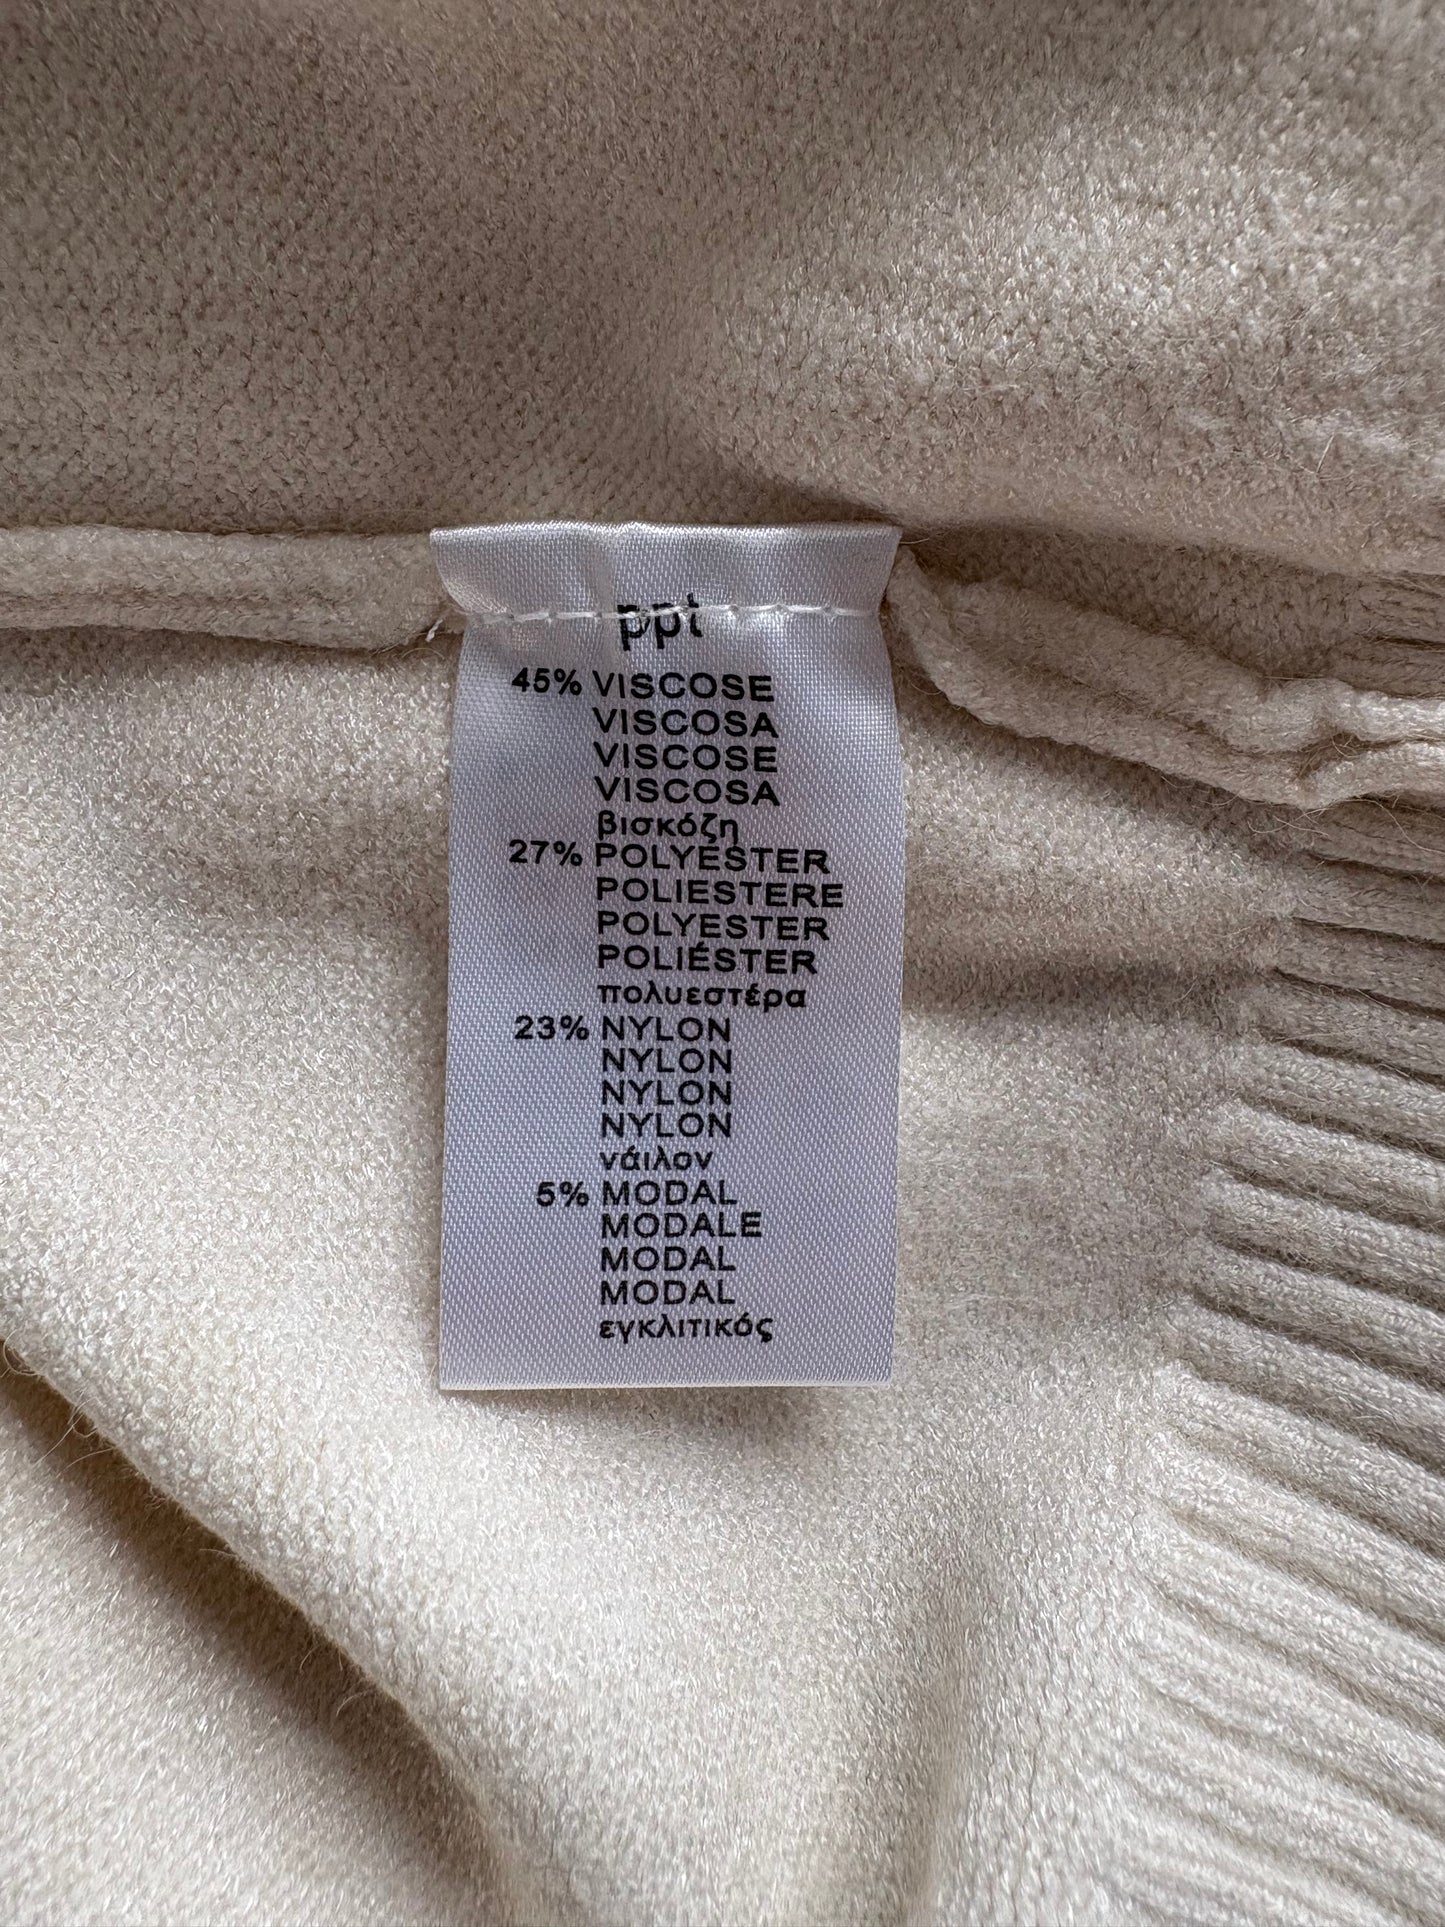 ppt
45% VISCOSE
VISCOSA
VISCOSE
VISCOSA
βισκόζη
27% POLYESTER
POLIESTERE
POLYESTER
POLIÉSTER
πολυεστέρα
23% NYLON
NYLON
NYLON
NYLON
νάιλον
5% MODAL
MODALE
MODAL
MODAL
εγκλιτικός